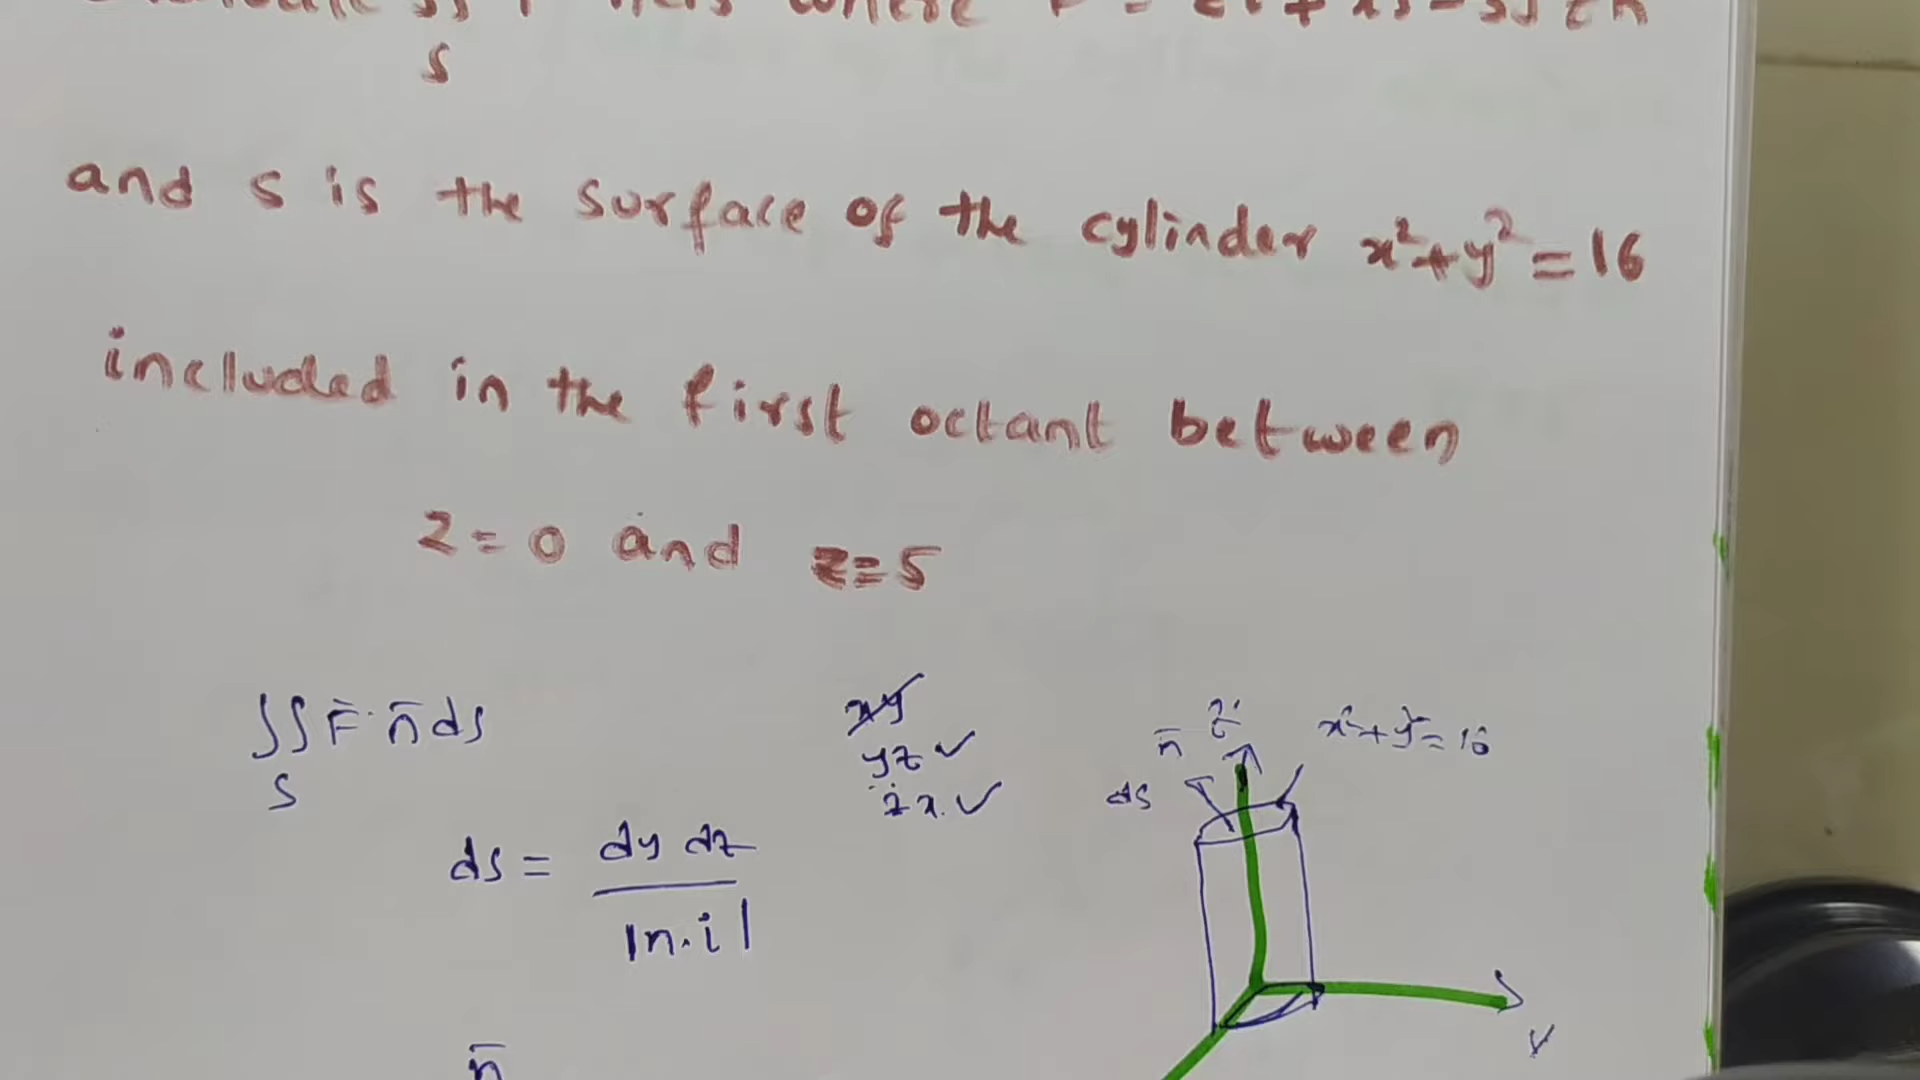 and S is the surface of the cylinder x²+y²=16
included in the first octant between
z=0 and z=5
∫∫ F̄·n̄ ds
S
xy
yz ✓
zx ✓
ds = dy dz
|n.i|
n̄
z
x²+y²=16
n̄
ds
y